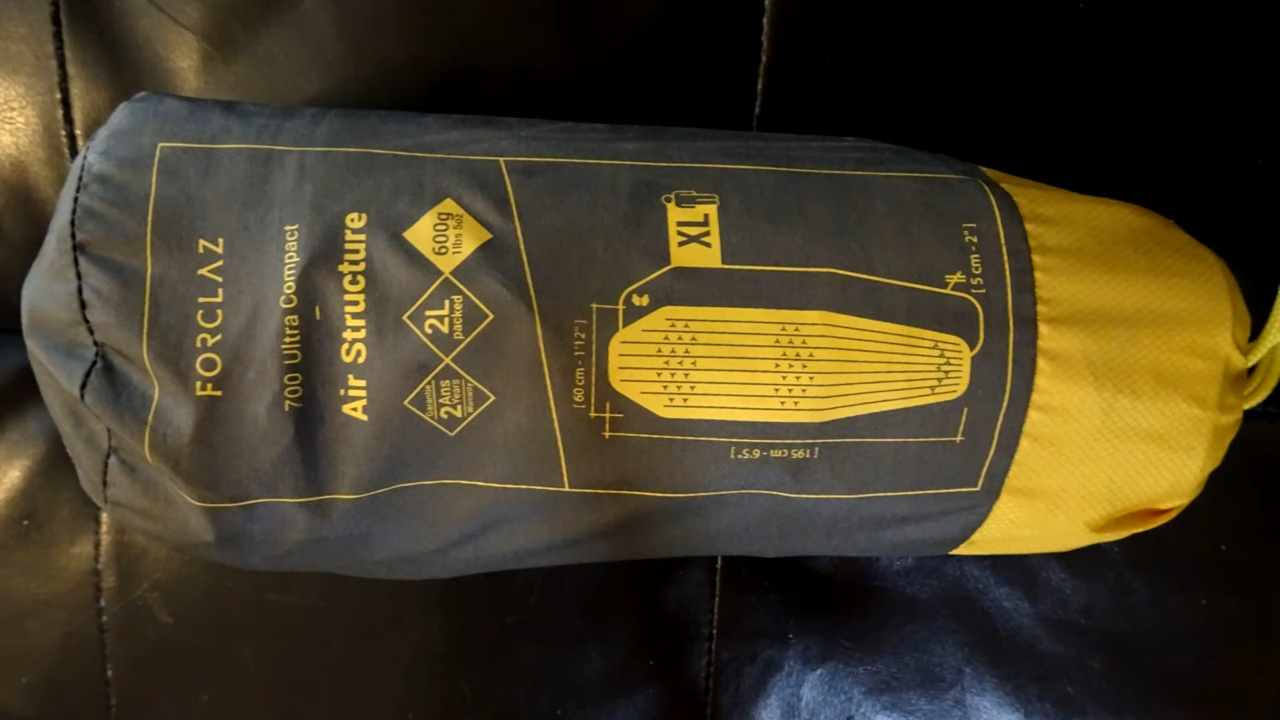 FORCLAZ
700 Ultra Compact
–
Air Structure
Garantie
2 Ans
Years
Warranty
2L
packed
600g
1lbs 5oz
XL
[ 60 cm - 1'12" ]
[ 195 cm - 6'5" ]
[ 5 cm - 2" ]